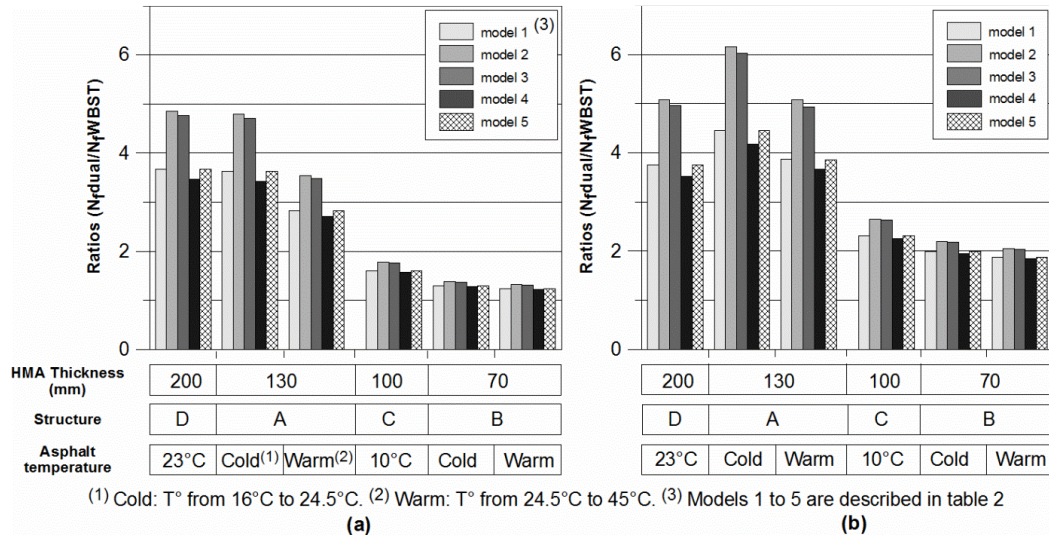 Ratios (Nfdual/NfWBST)
6
4
2
0
(3)
model 1
model 2
model 3
model 4
model 5
Ratios (Nfdual/NfWBST)
6
4
2
0
model 1
model 2
model 3
model 4
model 5
HMA Thickness (mm)
200 130 100 70
200 130 100 70
Structure
D A C B
D A C B
Asphalt temperature
23°C Cold(1) Warm(2) 10°C Cold Warm
23°C Cold Warm 10°C Cold Warm
(1) Cold: T° from 16°C to 24.5°C. (2) Warm: T° from 24.5°C to 45°C. (3) Models 1 to 5 are described in table 2
(a) (b)